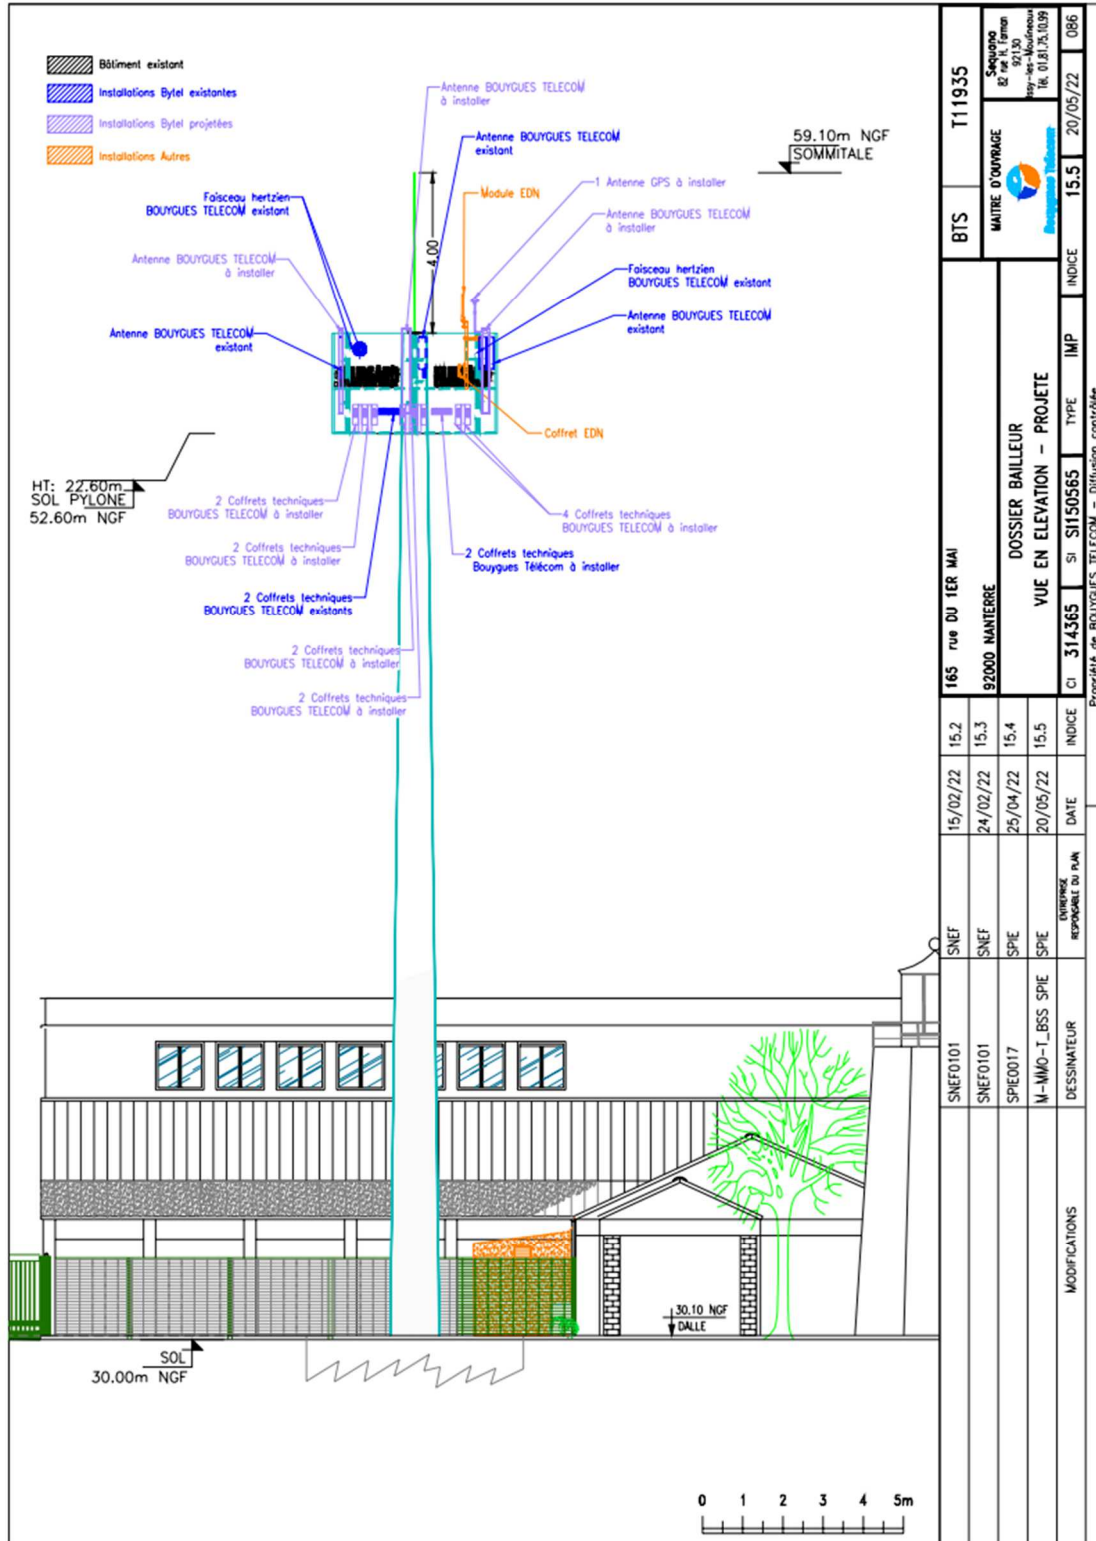 Bâtiment existant
Installations Bytel existantes
Installations Bytel projetées
Installations Autres
Antenne BOUYGUES TELECOM
à installer
Antenne BOUYGUES TELECOM
existant
59.10m NGF
SOMMITALE
Faisceau hertzien
BOUYGUES TELECOM existant
Module EDN
1 Antenne GPS à installer
4.00
Antenne BOUYGUES TELECOM
à installer
Antenne BOUYGUES TELECOM
à installer
Faisceau hertzien
BOUYGUES TELECOM existant
Antenne BOUYGUES TELECOM
existant
Antenne BOUYGUES TELECOM
existant
Coffret EDN
HT: 22.60m
SOL PYLONE
52.60m NGF
2 Coffrets techniques
BOUYGUES TELECOM à installer
4 Coffrets techniques
BOUYGUES TELECOM à installer
2 Coffrets techniques
BOUYGUES TELECOM à installer
2 Coffrets techniques
Bouygues Télécom à installer
2 Coffrets techniques
BOUYGUES TELECOM existants
2 Coffrets techniques
BOUYGUES TELECOM à installer
2 Coffrets techniques
BOUYGUES TELECOM à installer
30.10 NGF
DALLE
SOL
30.00m NGF
0 1 2 3 4 5m
BTS T11935
MAITRE D'OUVRAGE
Bouygues Telecom
Sequana
82 rue H. Farman
92130
Issy-les-Moulineaux
Tél. 01.81.75.10.99
165 rue DU 1ER MAI
92000 NANTERRE
DOSSIER BAILLEUR
VUE EN ELEVATION - PROJETE
CI 314365 SI SI150565 TYPE IMP INDICE 15.5 20/05/22 086
SNEF0101 SNEF 15/02/22 15.2
SNEF0101 SNEF 24/02/22 15.3
SPIE0017 SPIE 25/04/22 15.4
M-MMO-T_BSS SPIE SPIE 20/05/22 15.5
MODIFICATIONS DESSINATEUR ENTREPRISE RESPONSABLE DU PLAN DATE INDICE
Propriété de BOUYGUES TELECOM - Diffusion contrôlée